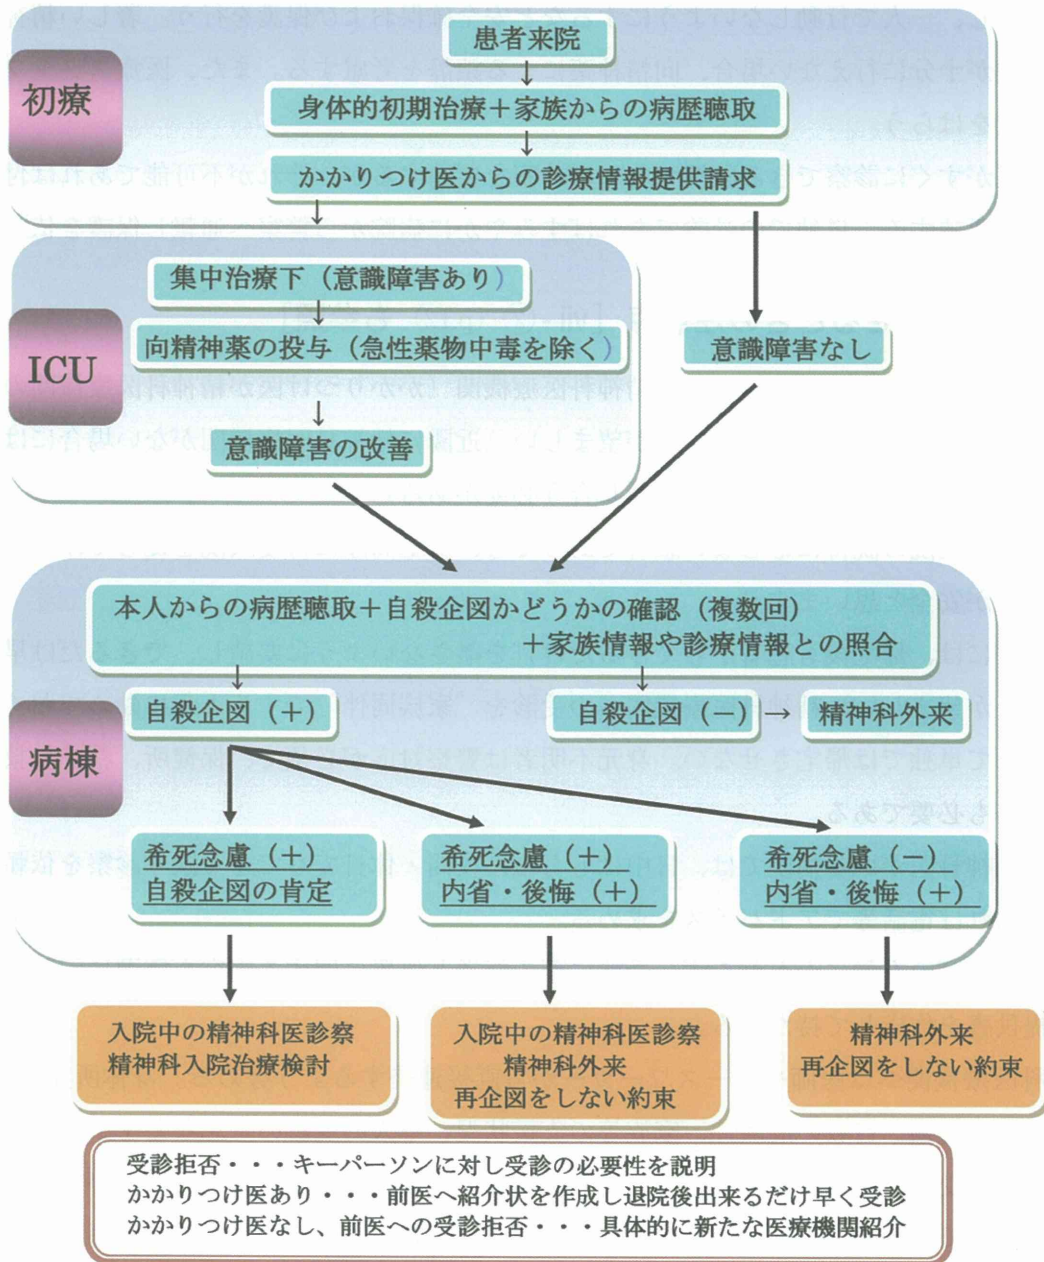 患者来院
初療
身体的初期治療＋家族からの病歴聴取
かかりつけ医からの診療情報提供請求
集中治療下（意識障害あり）
ICU
向精神薬の投与（急性薬物中毒を除く）
意識障害なし
意識障害の改善
本人からの病歴聴取＋自殺企図かどうかの確認（複数回）
＋家族情報や診療情報との照合
自殺企図（＋）
自殺企図（－）→ 精神科外来
病棟
希死念慮（＋）
自殺企図の肯定
希死念慮（＋）
内省・後悔（＋）
希死念慮（－）
内省・後悔（＋）
入院中の精神科医診察
精神科入院治療検討
入院中の精神科医診察
精神科外来
再企図をしない約束
精神科外来
再企図をしない約束
受診拒否・・・キーパーソンに対し受診の必要性を説明
かかりつけ医あり・・・前医へ紹介状を作成し退院後出来るだけ早く受診
かかりつけ医なし、前医への受診拒否・・・具体的に新たな医療機関紹介